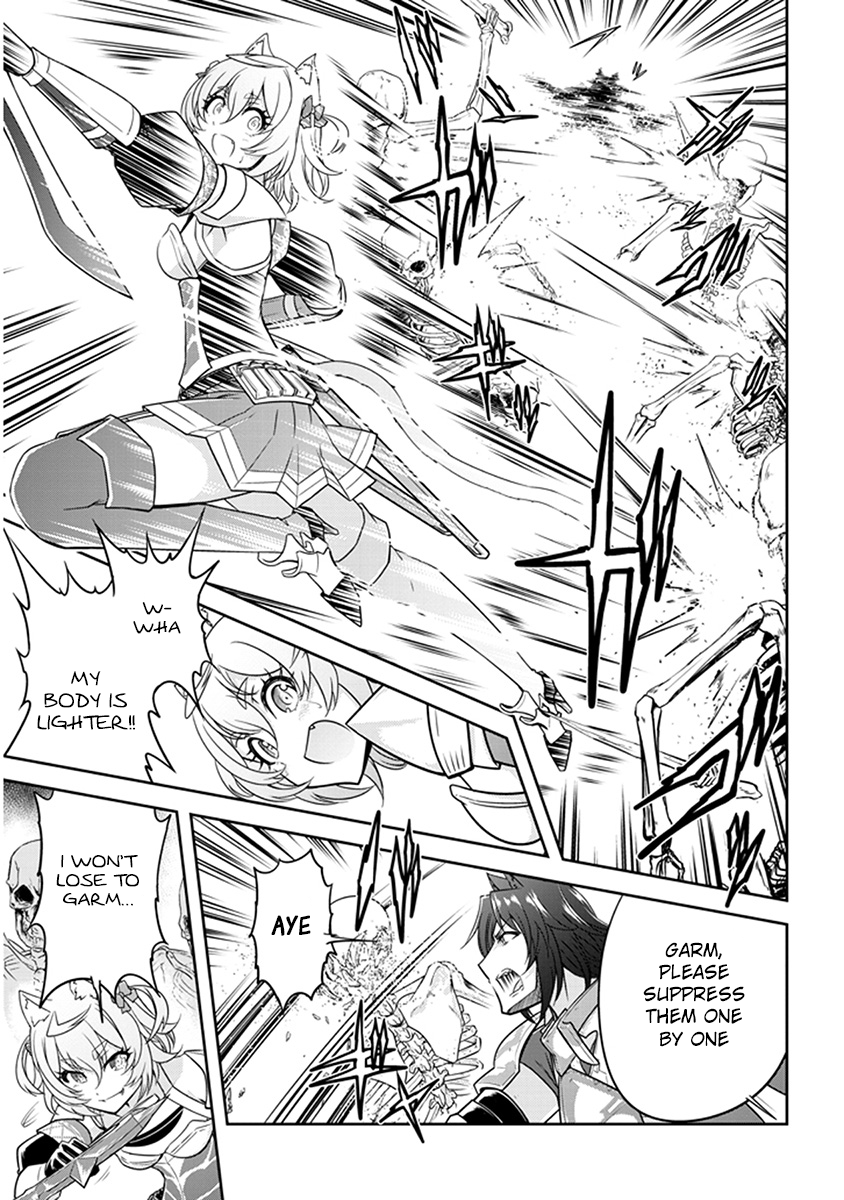 W-
WHA
MY
BODY IS
LIGHTER!!
GARM,
PLEASE
SUPPRESS
THEM ONE
BY ONE
AYE
I WON'T
LOSE TO
GARM...